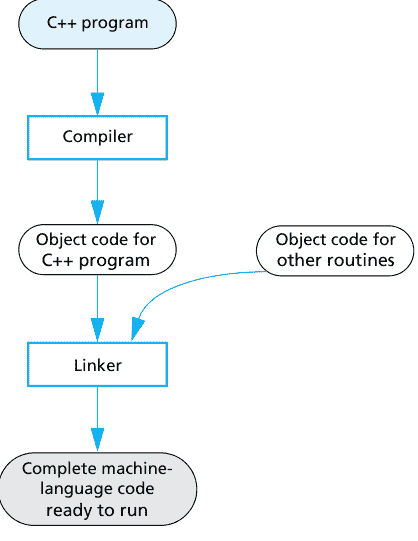 C++ program
Compiler
Object code for
C++ program
Object code for
other routines
Linker
Complete machine-
language code
ready to run